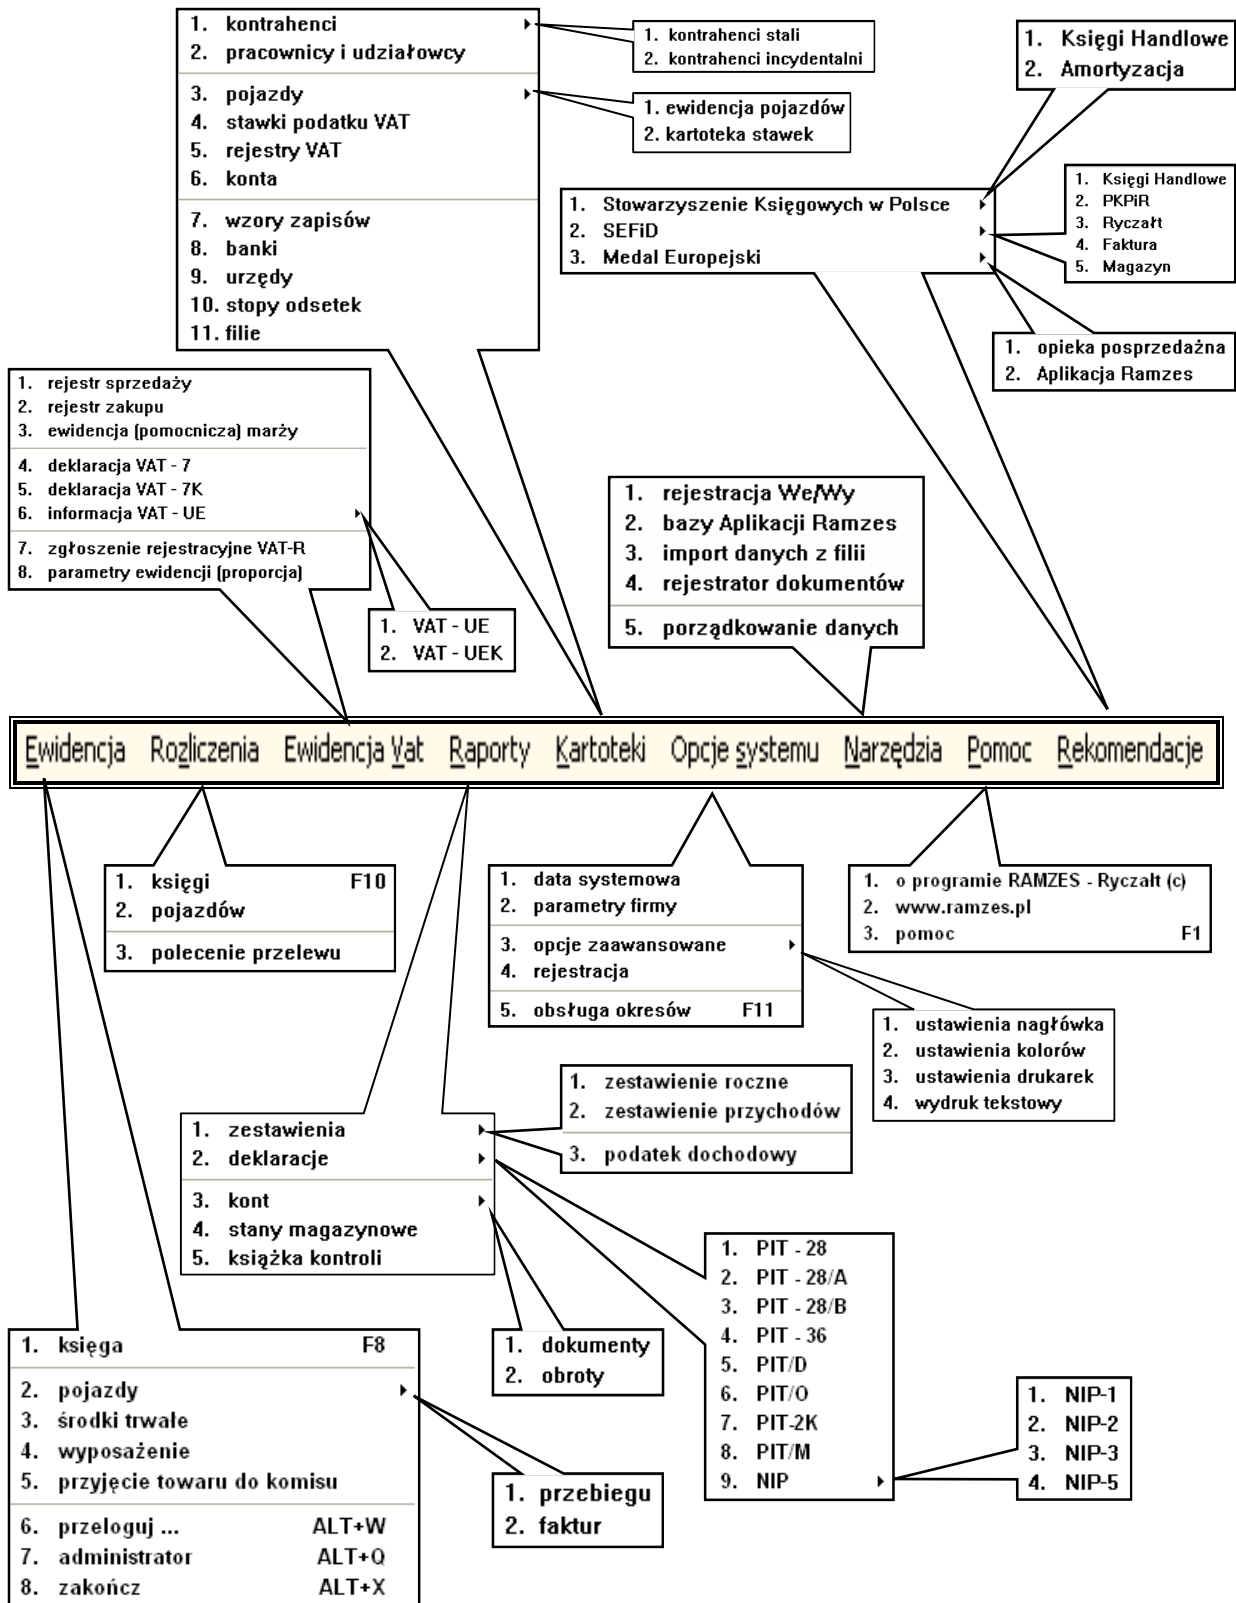 1. kontrahenci
2. pracownicy i udziałowcy
3. pojazdy
4. stawki podatku VAT
5. rejestry VAT
6. konta
7. wzory zapisów
8. banki
9. urzędy
10. stopy odsetek
11. filie
1. kontrahenci stali
2. kontrahenci incydentalni
1. ewidencja pojazdów
2. kartoteka stawek
1. Księgi Handlowe
2. Amortyzacja
1. Stowarzyszenie Księgowych w Polsce
2. SEFiD
3. Medal Europejski
1. Księgi Handlowe
2. PKPiR
3. Ryczałt
4. Faktura
5. Magazyn
1. opieka posprzedażna
2. Aplikacja Ramzes
1. rejestr sprzedaży
2. rejestr zakupu
3. ewidencja (pomocnicza) marży
4. deklaracja VAT - 7
5. deklaracja VAT - 7K
6. informacja VAT - UE
7. zgłoszenie rejestracyjne VAT-R
8. parametry ewidencji (proporcja)
1. VAT - UE
2. VAT - UEK
1. rejestracja We/Wy
2. bazy Aplikacji Ramzes
3. import danych z filii
4. rejestrator dokumentów
5. porządkowanie danych
Ewidencja Rozliczenia Ewidencja Vat Raporty Kartoteki Opcje systemu Narzędzia Pomoc Rekomendacje
1. księgi F10
2. pojazdów
3. polecenie przelewu
1. data systemowa
2. parametry firmy
3. opcje zaawansowane
4. rejestracja
5. obsługa okresów F11
1. o programie RAMZES - Ryczałt (c)
2. www.ramzes.pl
3. pomoc F1
1. ustawienia nagłówka
2. ustawienia kolorów
3. ustawienia drukarek
4. wydruk tekstowy
1. zestawienia
2. deklaracje
3. kont
4. stany magazynowe
5. książka kontroli
1. zestawienie roczne
2. zestawienie przychodów
3. podatek dochodowy
1. PIT - 28
2. PIT - 28/A
3. PIT - 28/B
4. PIT - 36
5. PIT/D
6. PIT/O
7. PIT-2K
8. PIT/M
9. NIP
1. NIP-1
2. NIP-2
3. NIP-3
4. NIP-5
1. dokumenty
2. obroty
1. księga F8
2. pojazdy
3. środki trwałe
4. wyposażenie
5. przyjęcie towaru do komisu
6. przeloguj ... ALT+W
7. administrator ALT+Q
8. zakończ ALT+X
1. przebiegu
2. faktur